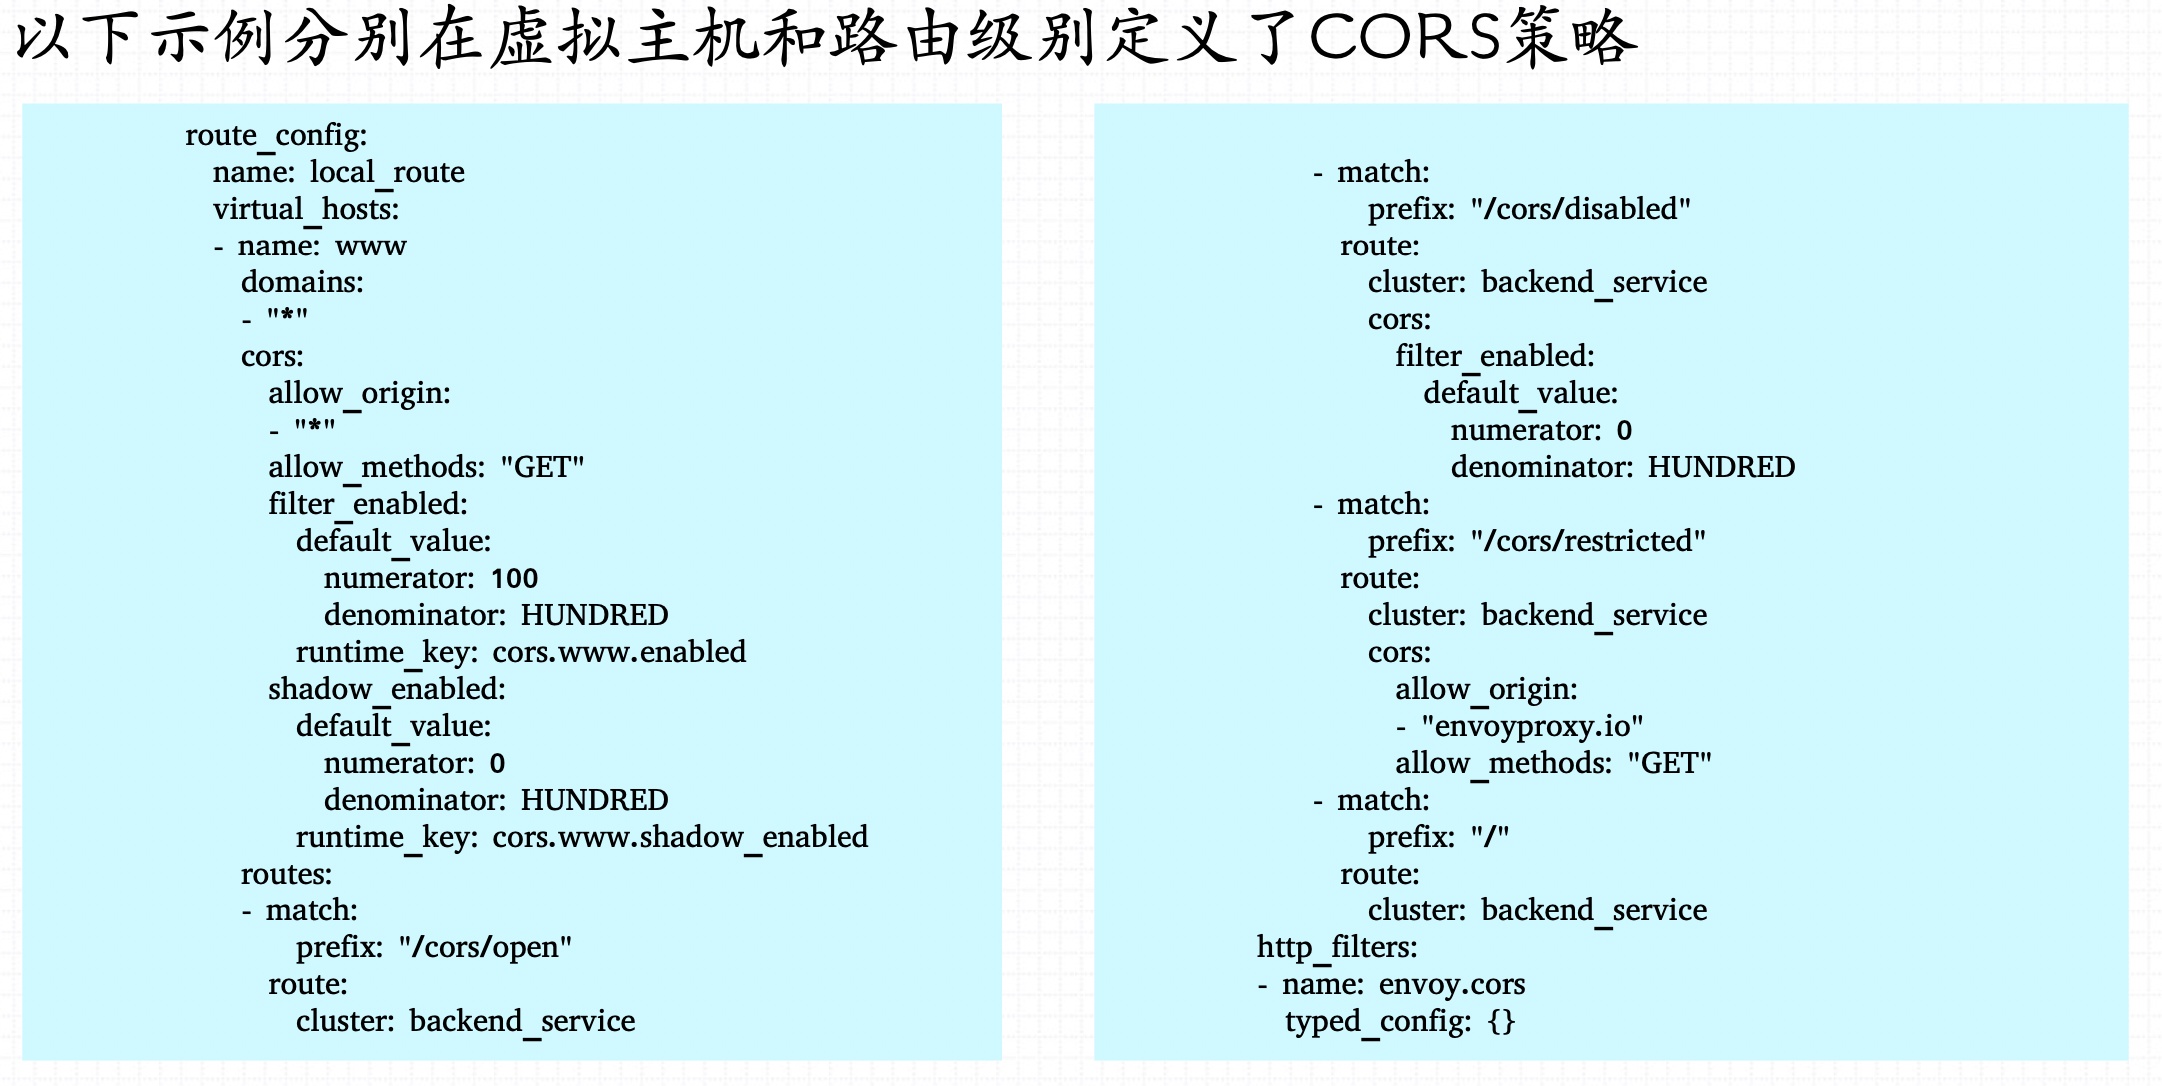 以下示例分别在虚拟主机和路由级别定义了CORS策略
route_config:
  name: local_route
  virtual_hosts:
  - name: www
    domains:
    - "*"
    cors:
      allow_origin:
      - "*"
      allow_methods: "GET"
      filter_enabled:
        default_value:
          numerator: 100
          denominator: HUNDRED
        runtime_key: cors.www.enabled
      shadow_enabled:
        default_value:
          numerator: 0
          denominator: HUNDRED
        runtime_key: cors.www.shadow_enabled
    routes:
    - match:
        prefix: "/cors/open"
      route:
        cluster: backend_service
    - match:
        prefix: "/cors/disabled"
      route:
        cluster: backend_service
        cors:
          filter_enabled:
            default_value:
              numerator: 0
              denominator: HUNDRED
    - match:
        prefix: "/cors/restricted"
      route:
        cluster: backend_service
        cors:
          allow_origin:
          - "envoyproxy.io"
          allow_methods: "GET"
    - match:
        prefix: "/"
      route:
        cluster: backend_service
http_filters:
- name: envoy.cors
  typed_config: {}